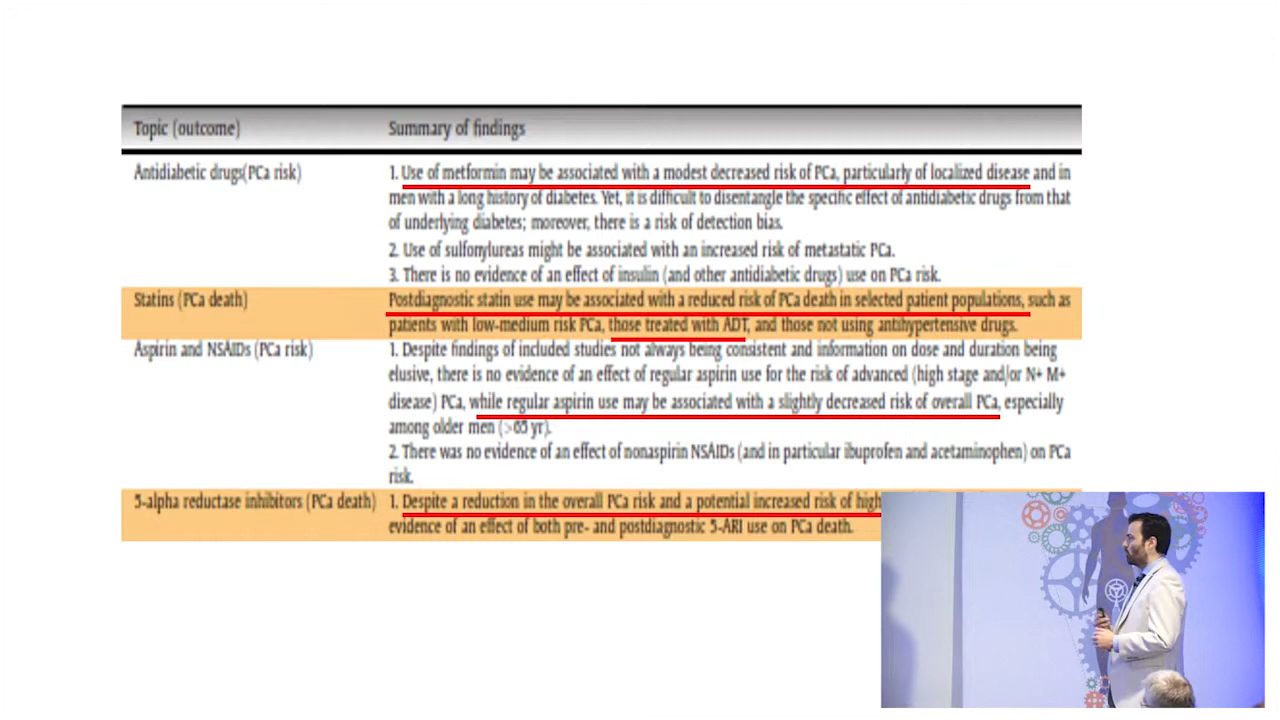 Topic (outcome) Summary of findings
Antidiabetic drugs(PCa risk) 1. Use of metformin may be associated with a modest decreased risk of PCa, particularly of localized disease and in
men with a long history of diabetes. Yet, it is difficult to disentangle the specific effect of antidiabetic drugs from that
of underlying diabetes; moreover, there is a risk of detection bias.
2. Use of sulfonylureas might be associated with an increased risk of metastatic PCa.
3. There is no evidence of an effect of insulin (and other antidiabetic drugs) use on PCa risk.
Statins (PCa death) Postdiagnostic statin use may be associated with a reduced risk of PCa death in selected patient populations, such as
patients with low-medium risk PCa, those treated with ADT, and those not using antihypertensive drugs.
Aspirin and NSAIDs (PCa risk) 1. Despite findings of included studies not always being consistent and information on dose and duration being
elusive, there is no evidence of an effect of regular aspirin use for the risk of advanced (high stage and/or N+ M+
disease) PCa, while regular aspirin use may be associated with a slightly decreased risk of overall PCa, especially
among older men (>65 yr).
2. There was no evidence of an effect of nonaspirin NSAIDs (and in particular ibuprofen and acetaminophen) on PCa
risk.
5-alpha reductase inhibitors (PCa death) 1. Despite a reduction in the overall PCa risk and a potential increased risk of high
evidence of an effect of both pre- and postdiagnostic 5-ARI use on PCa death.